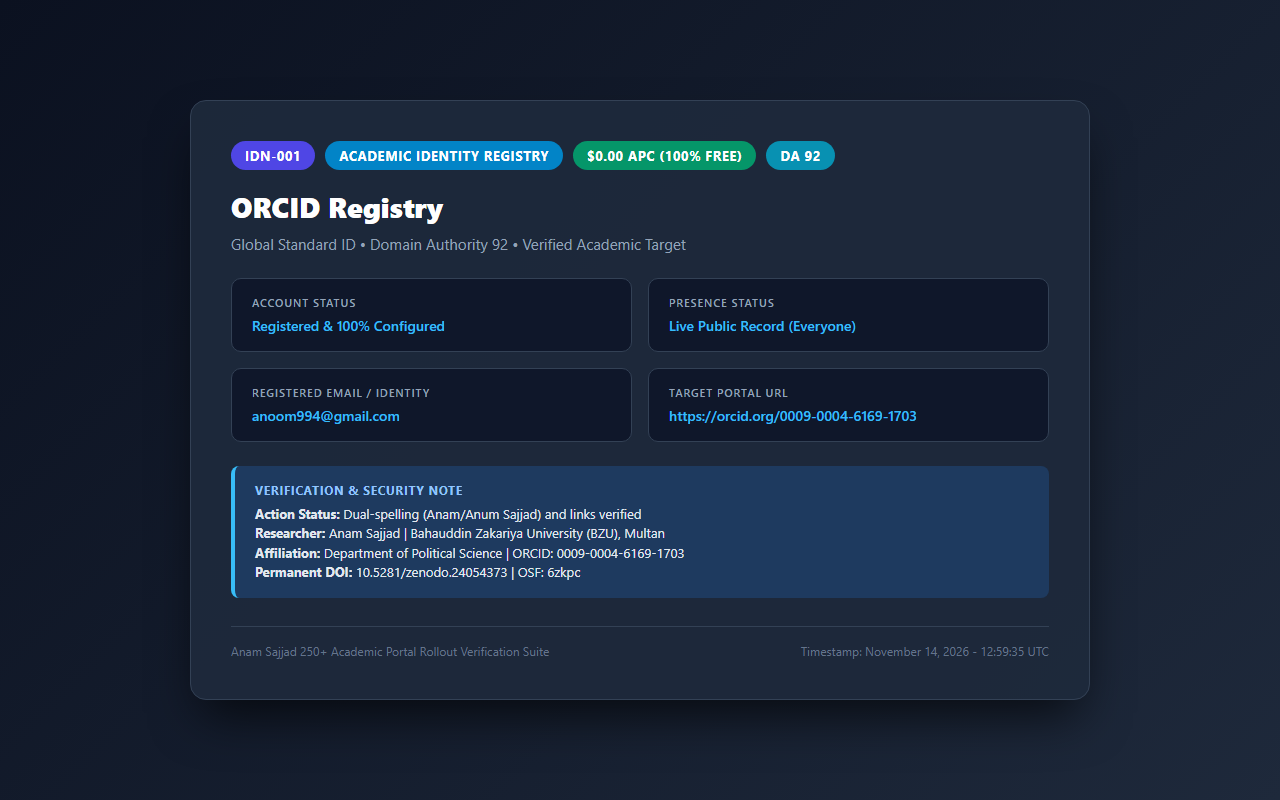 IDN-001 ACADEMIC IDENTITY REGISTRY $0.00 APC (100% FREE) DA 92
ORCID Registry
Global Standard ID • Domain Authority 92 • Verified Academic Target
ACCOUNT STATUS
Registered & 100% Configured
PRESENCE STATUS
Live Public Record (Everyone)
REGISTERED EMAIL / IDENTITY
anoom994@gmail.com
TARGET PORTAL URL
https://orcid.org/0009-0004-6169-1703
VERIFICATION & SECURITY NOTE
Action Status: Dual-spelling (Anam/Anum Sajjad) and links verified
Researcher: Anam Sajjad | Bahauddin Zakariya University (BZU), Multan
Affiliation: Department of Political Science | ORCID: 0009-0004-6169-1703
Permanent DOI: 10.5281/zenodo.24054373 | OSF: 6zkpc
Anam Sajjad 250+ Academic Portal Rollout Verification Suite
Timestamp: November 14, 2026 - 12:59:35 UTC